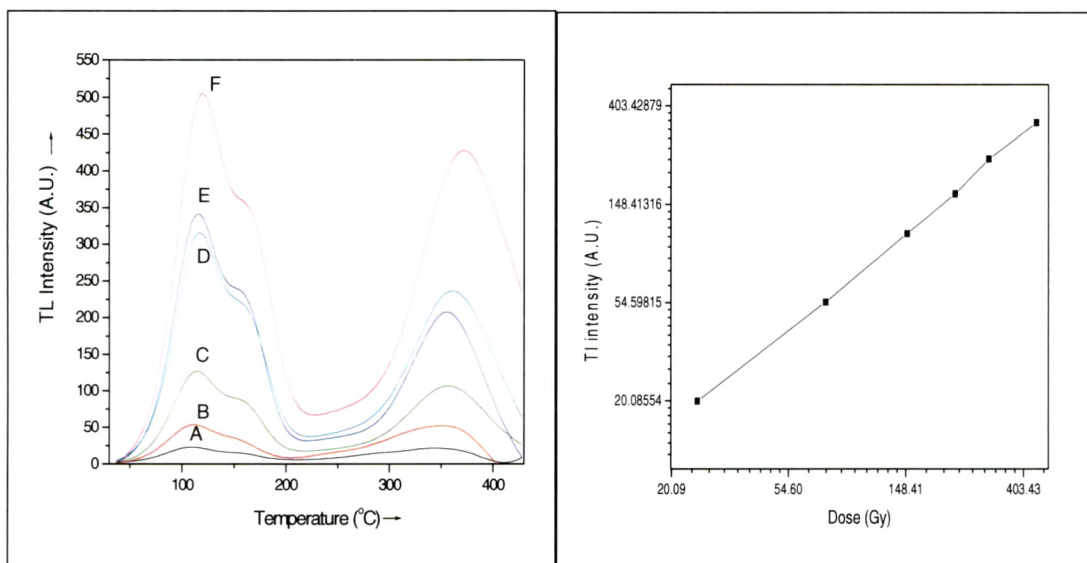 550
500
450
400
350
300
250
200
150
100
50
0
TL Intensity (A.U.) →
F
E
D
C
B
A
100 200 300 400
Temperature (°C) →
403.42879
148.41316
54.59815
20.08554
TI intensity (A.U.)
20.09 54.60 148.41 403.43
Dose (Gy)